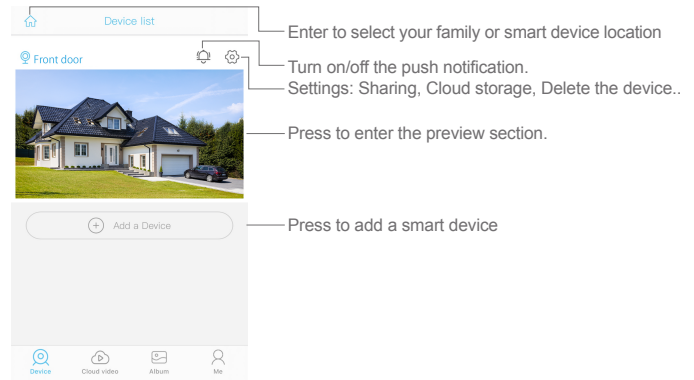 Device list
Enter to select your family or smart device location
Front door
Turn on/off the push notification.
Settings: Sharing, Cloud storage, Delete the device..
Press to enter the preview section.
Add a Device
Press to add a smart device
Device
Cloud video
Album
Me